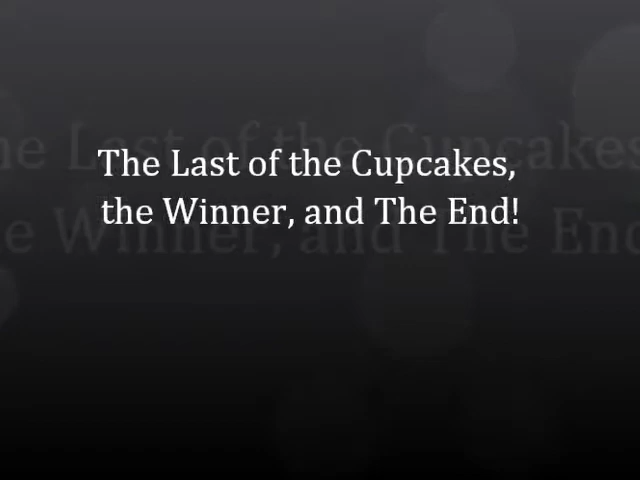 The Last of the Cupcakes,
the Winner, and The End!